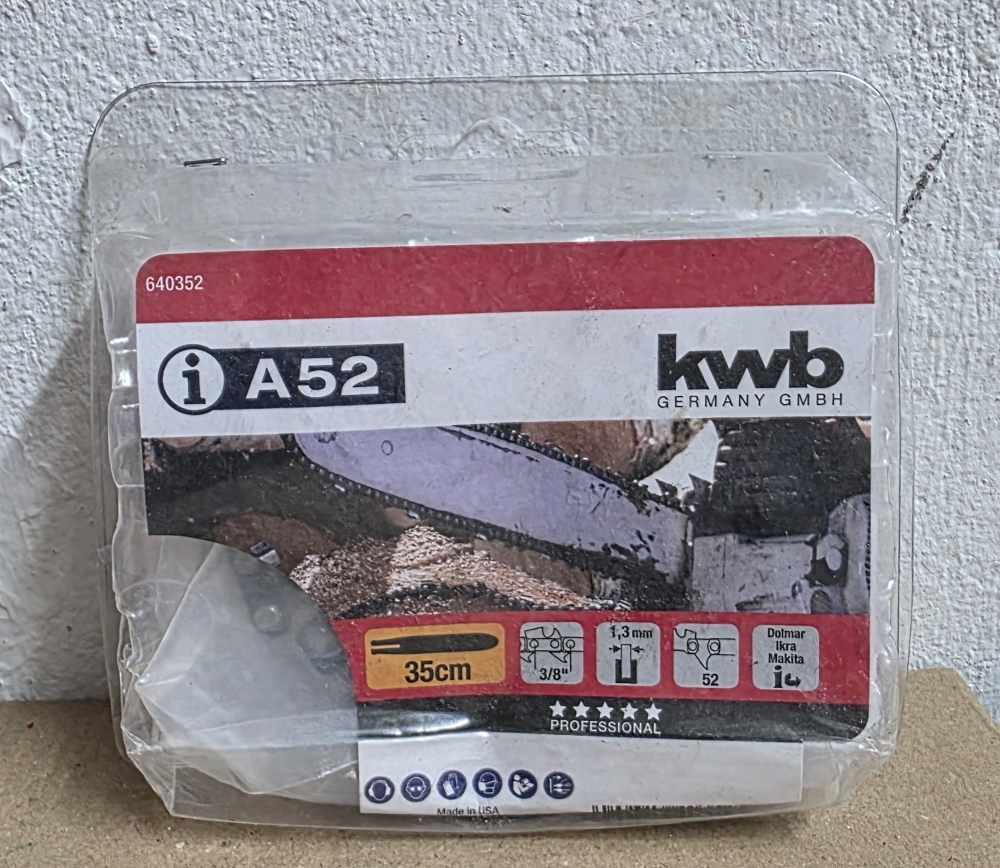 640352
i A52
kwb
GERMANY GMBH
35cm
3/8"
1,3 mm
52
Dolmar
Ikra
Makita
i
PROFESSIONAL
Made in USA